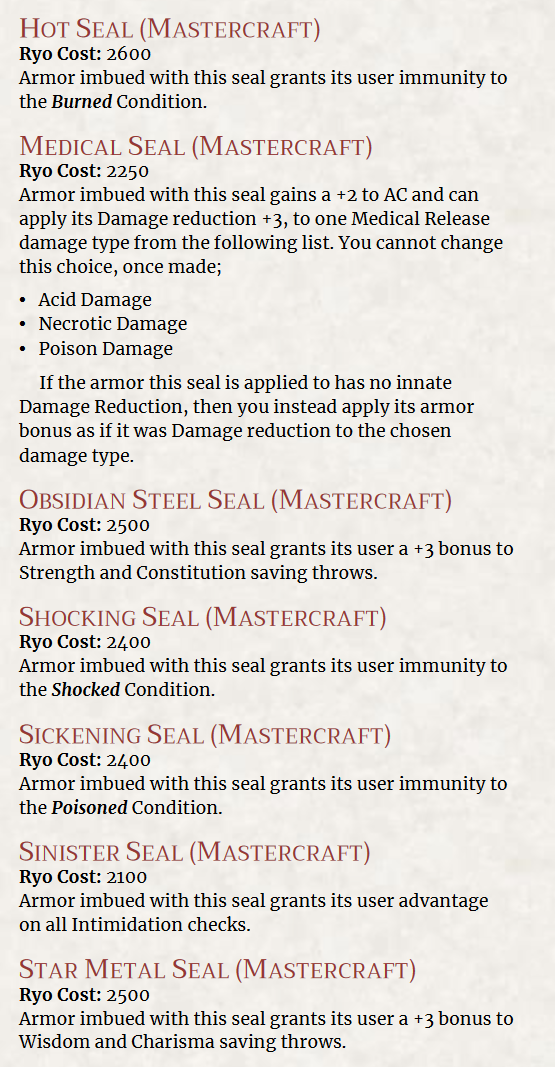 Hot Seal (Mastercraft)
Ryo Cost: 2600
Armor imbued with this seal grants its user immunity to
the Burned Condition.
Medical Seal (Mastercraft)
Ryo Cost: 2250
Armor imbued with this seal gains a +2 to AC and can
apply its Damage reduction +3, to one Medical Release
damage type from the following list. You cannot change
this choice, once made;
• Acid Damage
• Necrotic Damage
• Poison Damage
If the armor this seal is applied to has no innate
Damage Reduction, then you instead apply its armor
bonus as if it was Damage reduction to the chosen
damage type.
Obsidian Steel Seal (Mastercraft)
Ryo Cost: 2500
Armor imbued with this seal grants its user a +3 bonus to
Strength and Constitution saving throws.
Shocking Seal (Mastercraft)
Ryo Cost: 2400
Armor imbued with this seal grants its user immunity to
the Shocked Condition.
Sickening Seal (Mastercraft)
Ryo Cost: 2400
Armor imbued with this seal grants its user immunity to
the Poisoned Condition.
Sinister Seal (Mastercraft)
Ryo Cost: 2100
Armor imbued with this seal grants its user advantage
on all Intimidation checks.
Star Metal Seal (Mastercraft)
Ryo Cost: 2500
Armor imbued with this seal grants its user a +3 bonus to
Wisdom and Charisma saving throws.